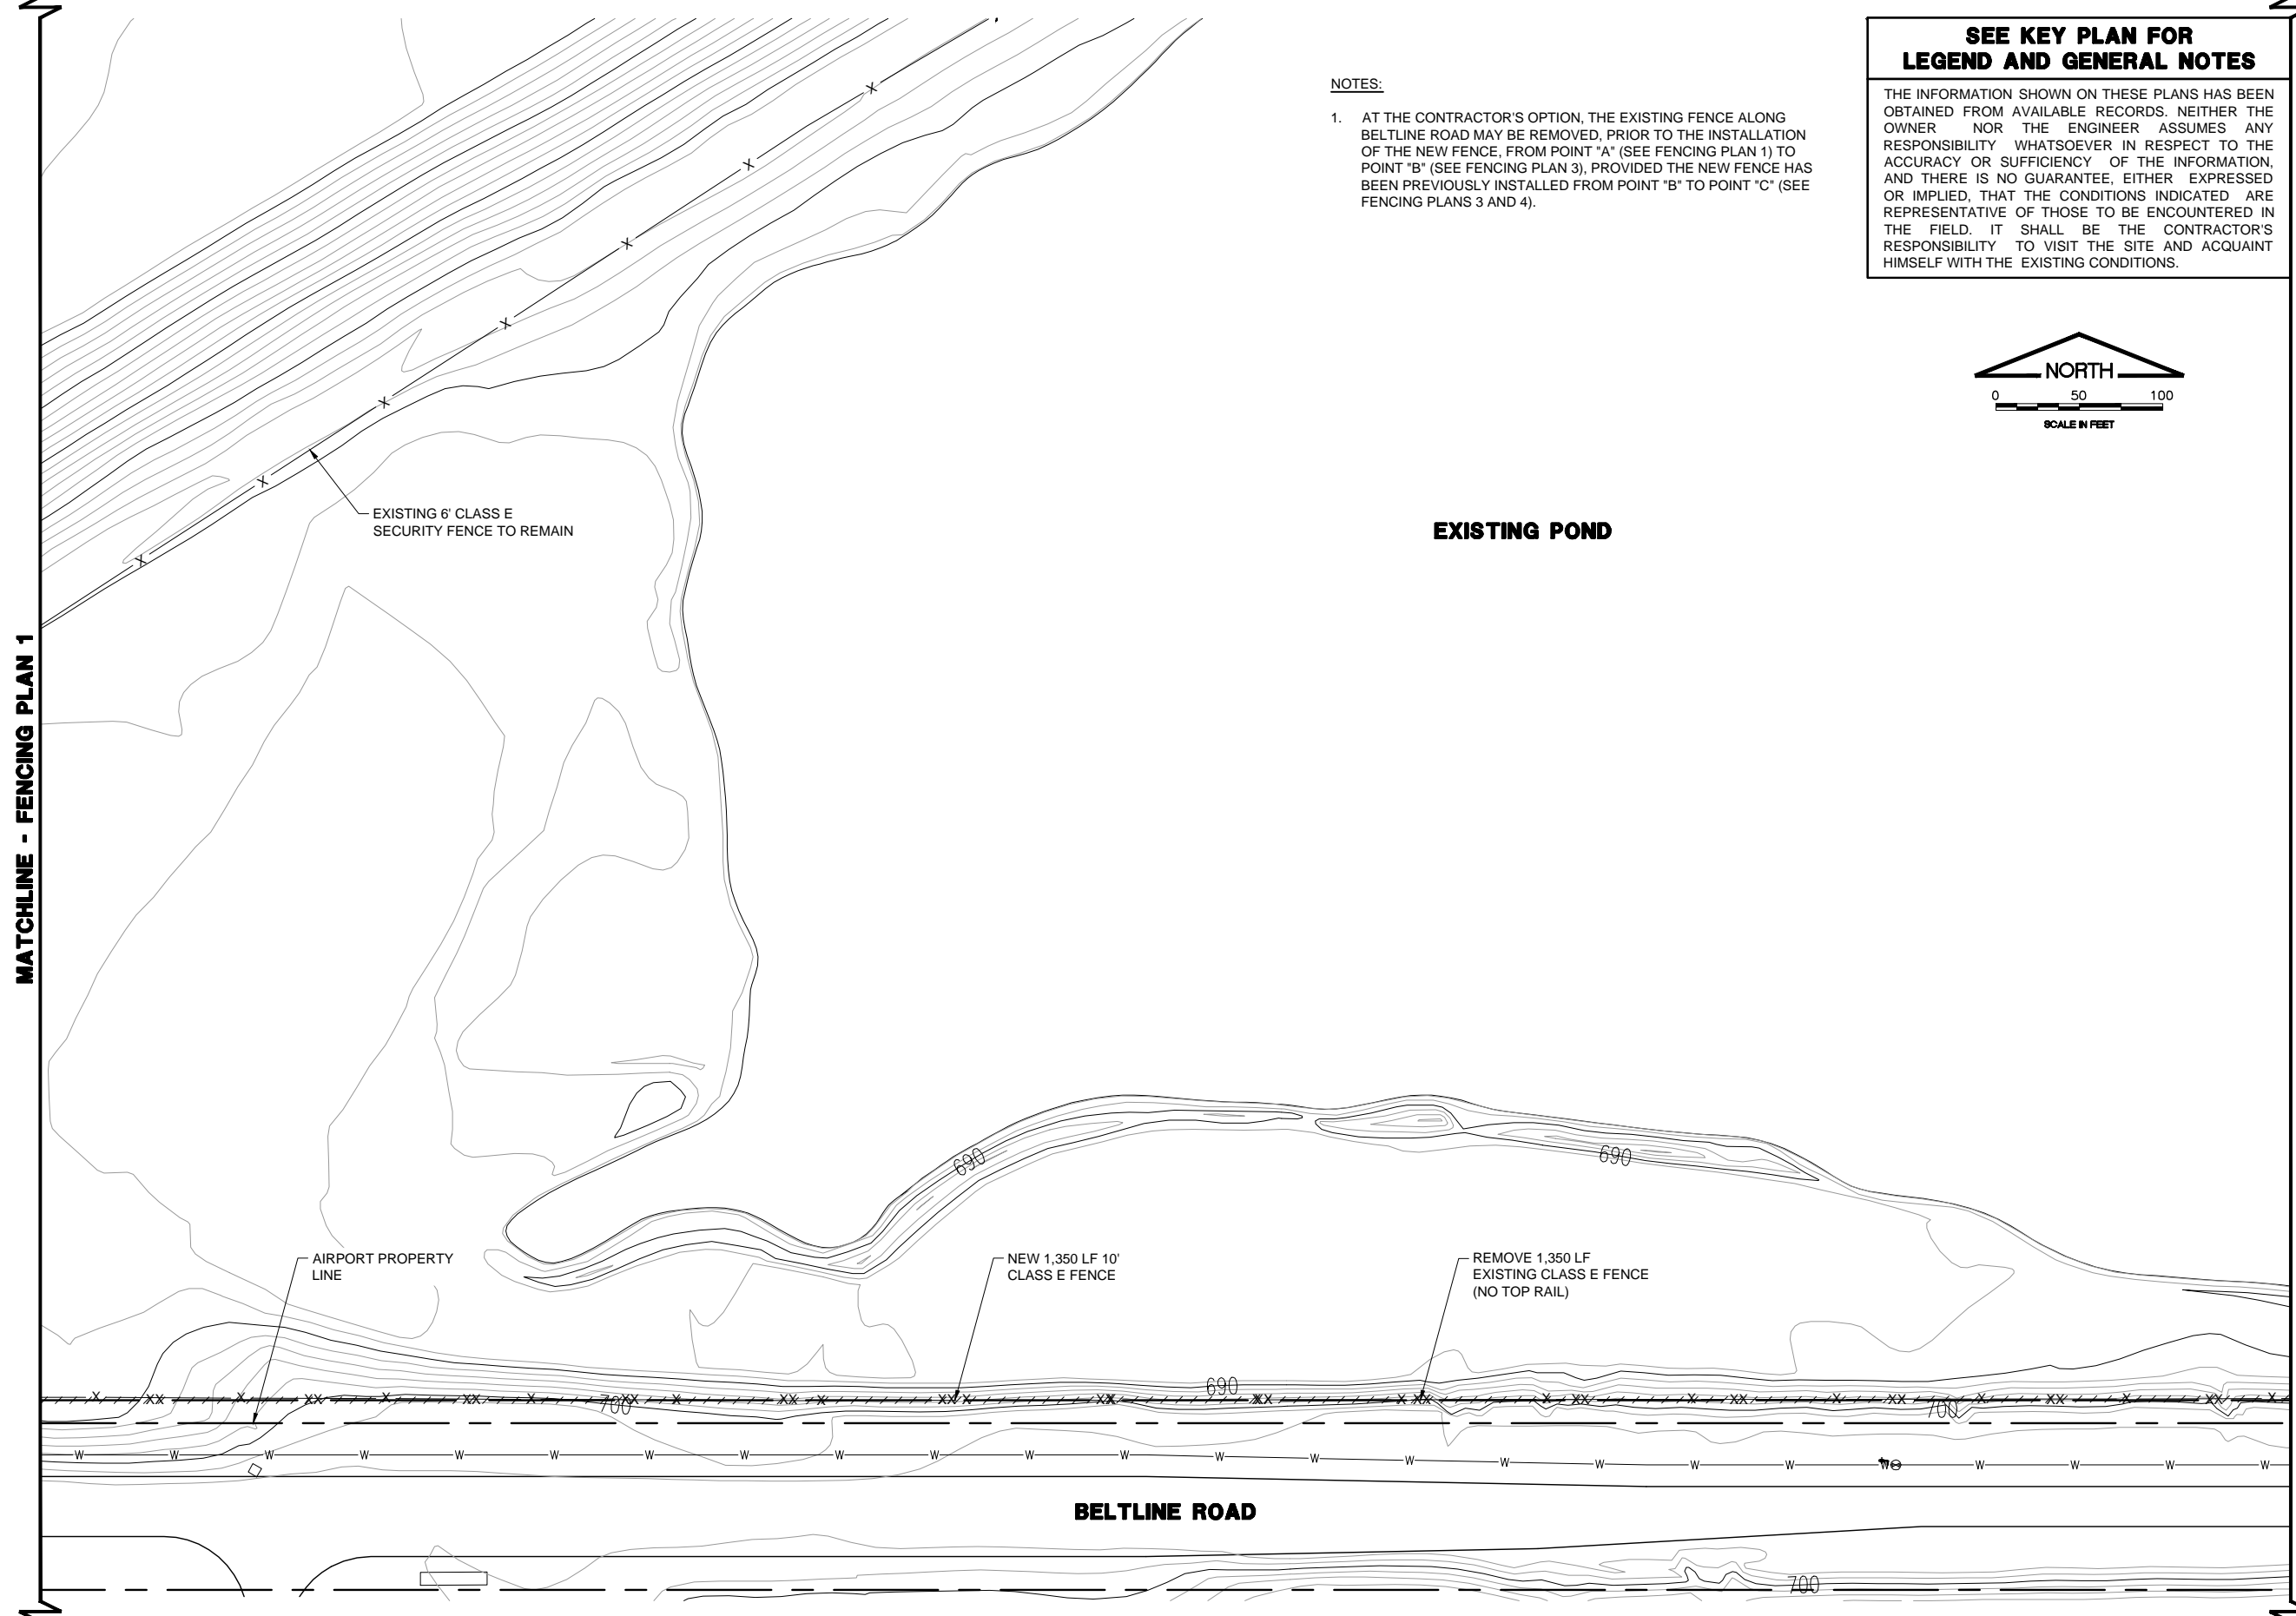 SEE KEY PLAN FOR
LEGEND AND GENERAL NOTES
THE INFORMATION SHOWN ON THESE PLANS HAS BEEN
OBTAINED FROM AVAILABLE RECORDS. NEITHER THE
OWNER NOR THE ENGINEER ASSUMES ANY
RESPONSIBILITY WHATSOEVER IN RESPECT TO THE
ACCURACY OR SUFFICIENCY OF THE INFORMATION,
AND THERE IS NO GUARANTEE, EITHER EXPRESSED
OR IMPLIED, THAT THE CONDITIONS INDICATED ARE
REPRESENTATIVE OF THOSE TO BE ENCOUNTERED IN
THE FIELD. IT SHALL BE THE CONTRACTOR'S
RESPONSIBILITY TO VISIT THE SITE AND ACQUAINT
HIMSELF WITH THE EXISTING CONDITIONS.
NOTES:
1. AT THE CONTRACTOR'S OPTION, THE EXISTING FENCE ALONG
BELTLINE ROAD MAY BE REMOVED, PRIOR TO THE INSTALLATION
OF THE NEW FENCE, FROM POINT "A" (SEE FENCING PLAN 1) TO
POINT "B" (SEE FENCING PLAN 3), PROVIDED THE NEW FENCE HAS
BEEN PREVIOUSLY INSTALLED FROM POINT "B" TO POINT "C" (SEE
FENCING PLANS 3 AND 4).
NORTH
0 50 100
SCALE IN FEET
EXISTING 6' CLASS E
SECURITY FENCE TO REMAIN
EXISTING POND
MATCHLINE - FENCING PLAN 1
690
690
AIRPORT PROPERTY
LINE
NEW 1,350 LF 10'
CLASS E FENCE
REMOVE 1,350 LF
EXISTING CLASS E FENCE
(NO TOP RAIL)
690
700
700
BELTLINE ROAD
700